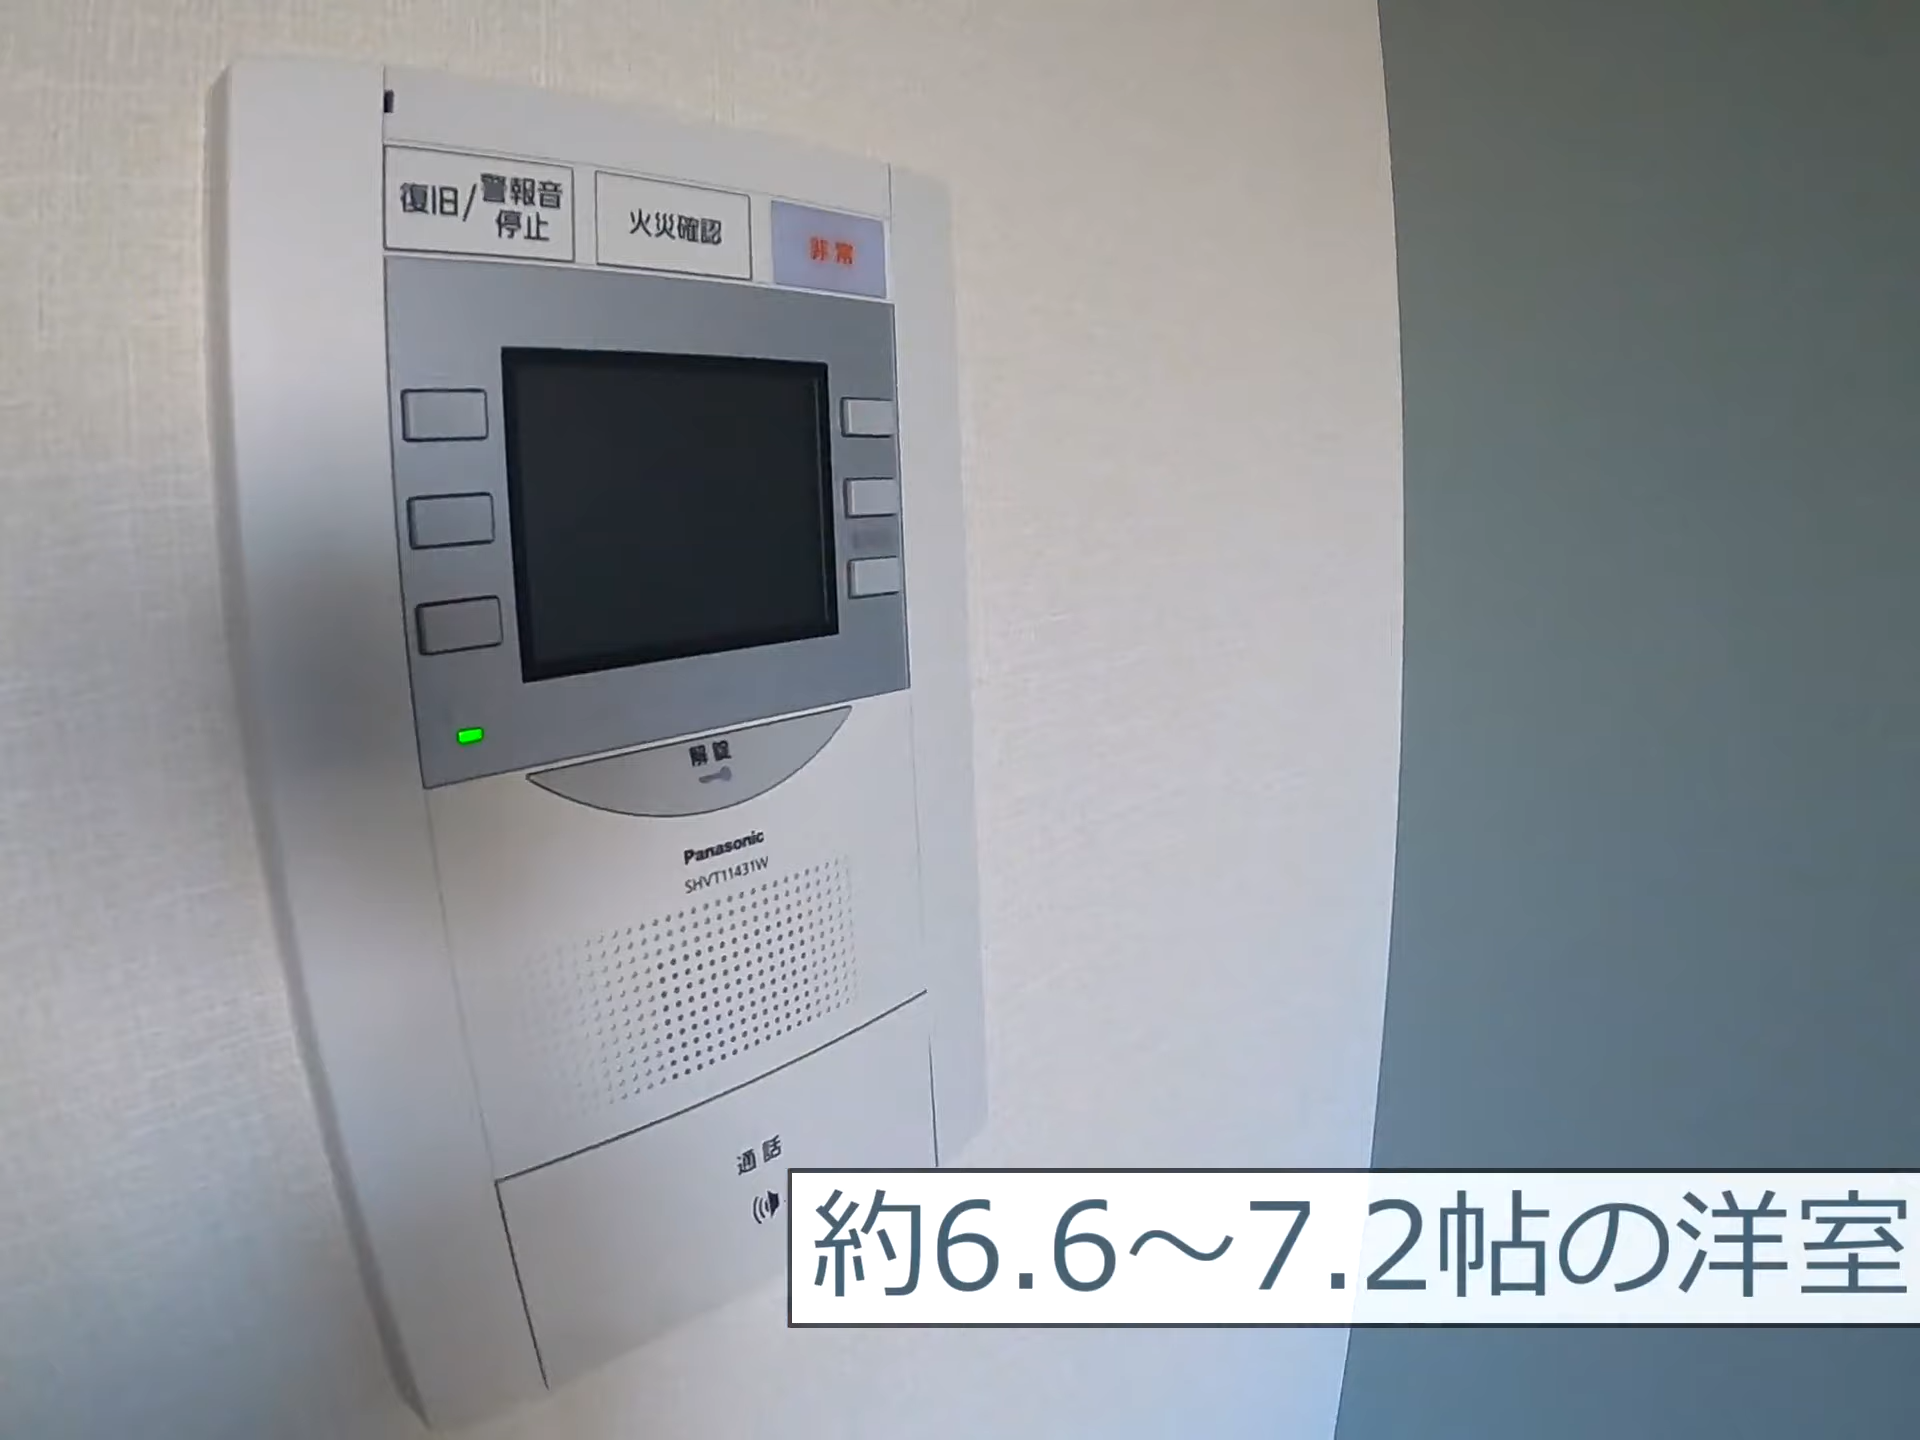 復旧/警報音
停止
火災確認
非常
解錠
Panasonic
SHVT11431W
通話
約6.6～7.2帖の洋室